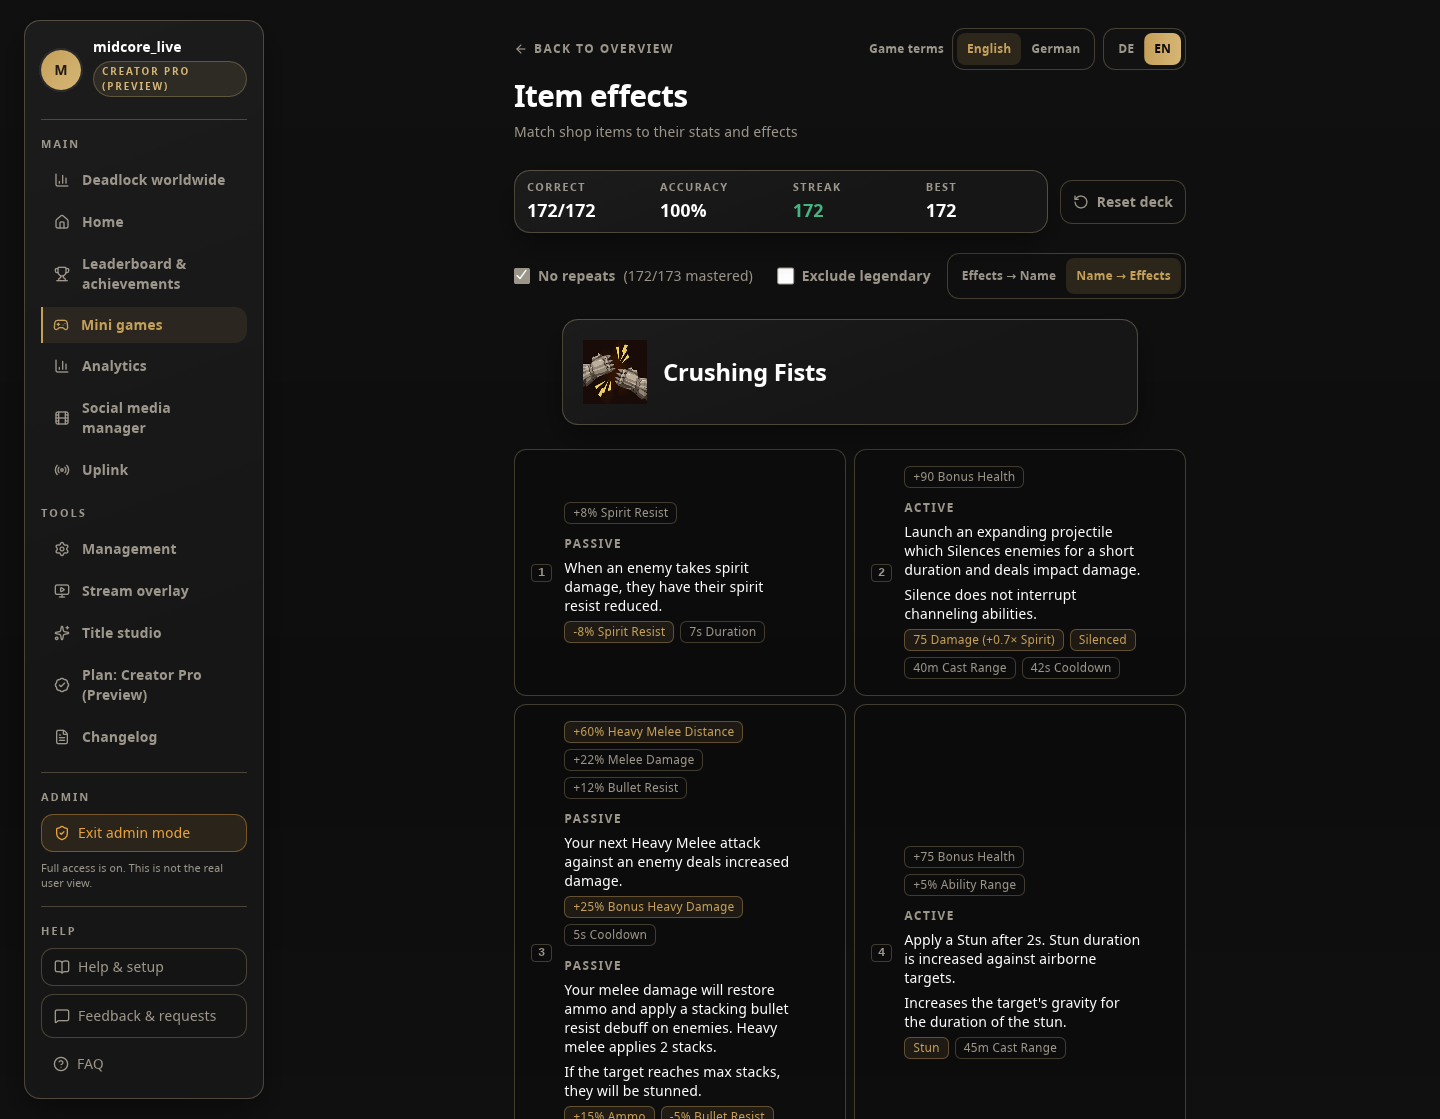 M
midcore_live
CREATOR PRO
(PREVIEW)
MAIN
Deadlock worldwide
Home
Leaderboard &
achievements
Mini games
Analytics
Social media
manager
Uplink
TOOLS
Management
Stream overlay
Title studio
Plan: Creator Pro
(Preview)
Changelog
ADMIN
Exit admin mode
Full access is on. This is not the real
user view.
HELP
Help & setup
Feedback & requests
FAQ
← BACK TO OVERVIEW
Game terms English German DE EN
Item effects
Match shop items to their stats and effects
CORRECT ACCURACY STREAK BEST
172/172 100% 172 172
Reset deck
No repeats (172/173 mastered) Exclude legendary Effects → Name Name → Effects
Crushing Fists
1
+8% Spirit Resist
PASSIVE
When an enemy takes spirit
damage, they have their spirit
resist reduced.
-8% Spirit Resist 7s Duration
2
+90 Bonus Health
ACTIVE
Launch an expanding projectile
which Silences enemies for a short
duration and deals impact damage.
Silence does not interrupt
channeling abilities.
75 Damage (+0.7× Spirit) Silenced
40m Cast Range 42s Cooldown
3
+60% Heavy Melee Distance
+22% Melee Damage
+12% Bullet Resist
PASSIVE
Your next Heavy Melee attack
against an enemy deals increased
damage.
+25% Bonus Heavy Damage
5s Cooldown
PASSIVE
Your melee damage will restore
ammo and apply a stacking bullet
resist debuff on enemies. Heavy
melee applies 2 stacks.
If the target reaches max stacks,
they will be stunned.
+15% Ammo -5% Bullet Resist
4
+75 Bonus Health
+5% Ability Range
ACTIVE
Apply a Stun after 2s. Stun duration
is increased against airborne
targets.
Increases the target's gravity for
the duration of the stun.
Stun 45m Cast Range